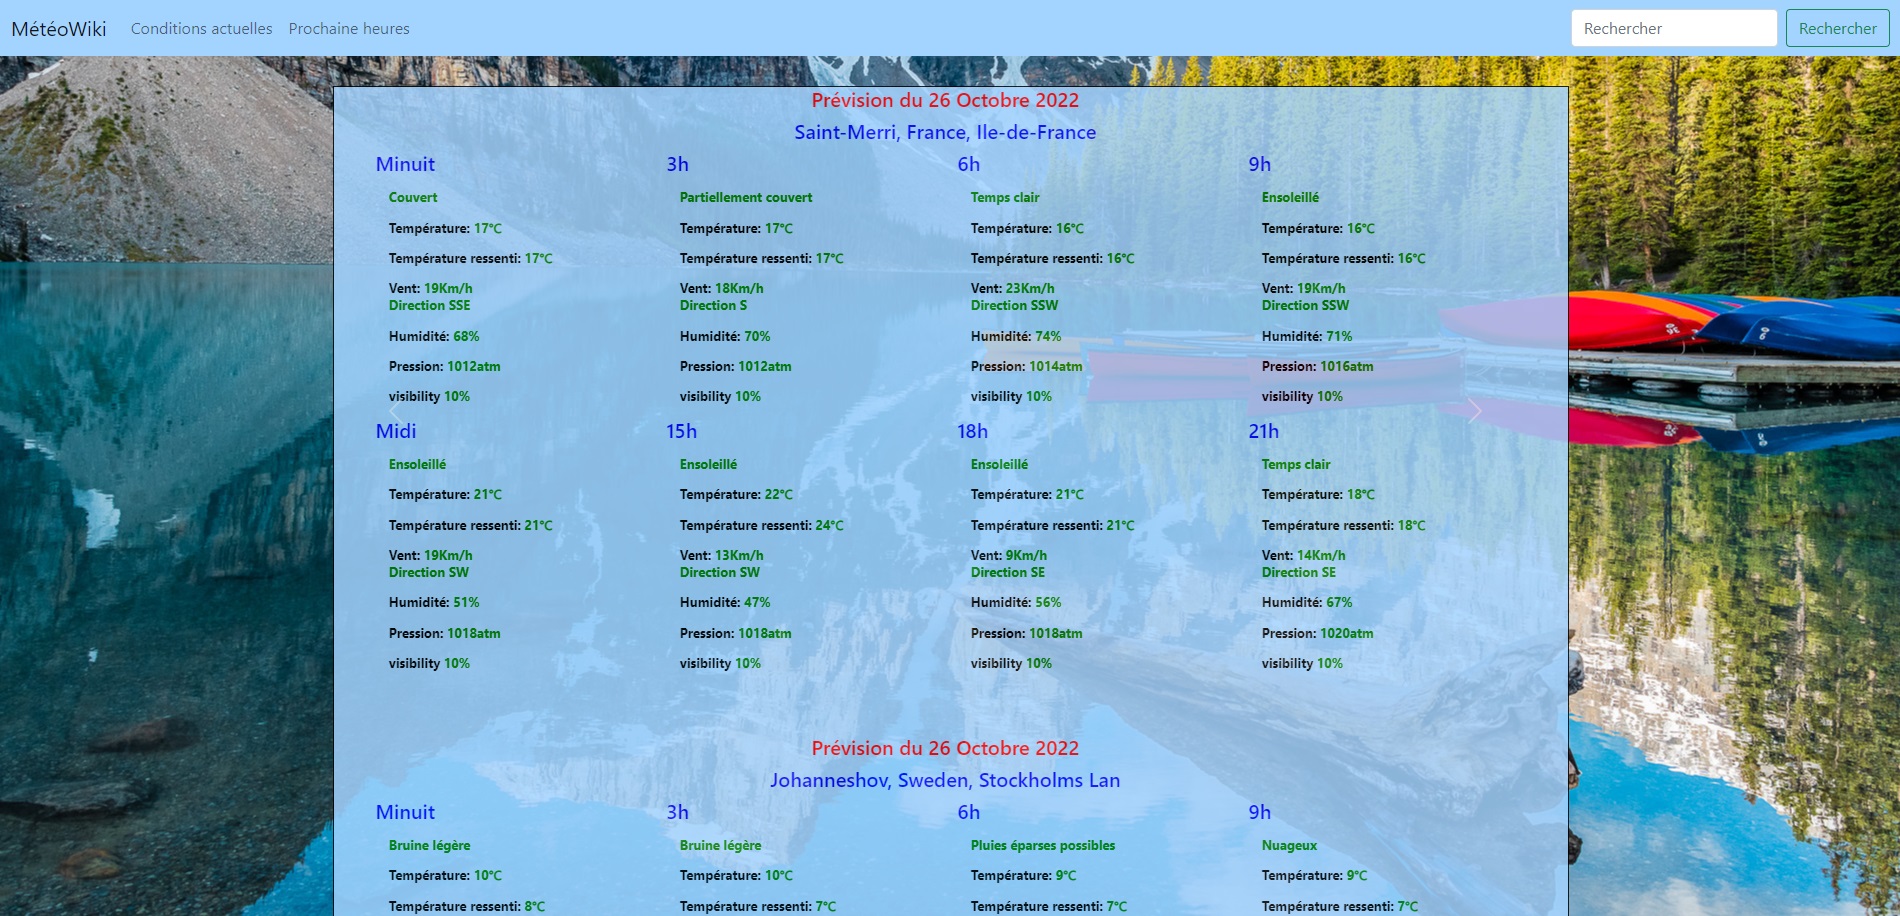 MétéoWiki Conditions actuelles Prochaine heures Rechercher Rechercher
Prévision du 26 Octobre 2022
Saint-Merri, France, Ile-de-France
Minuit 3h 6h 9h
Couvert Partiellement couvert Temps clair Ensoleillé
Température: 17°C Température: 17°C Température: 16°C Température: 16°C
Température ressenti: 17°C Température ressenti: 17°C Température ressenti: 16°C Température ressenti: 16°C
Vent: 19Km/h Vent: 18Km/h Vent: 23Km/h Vent: 19Km/h
Direction SSE Direction S Direction SSW Direction SSW
Humidité: 68% Humidité: 70% Humidité: 74% Humidité: 71%
Pression: 1012atm Pression: 1012atm Pression: 1014atm Pression: 1016atm
visibility 10% visibility 10% visibility 10% visibility 10%
Midi 15h 18h 21h
Ensoleillé Ensoleillé Ensoleillé Temps clair
Température: 21°C Température: 22°C Température: 21°C Température: 18°C
Température ressenti: 21°C Température ressenti: 24°C Température ressenti: 21°C Température ressenti: 18°C
Vent: 19Km/h Vent: 13Km/h Vent: 9Km/h Vent: 14Km/h
Direction SW Direction SW Direction SE Direction SE
Humidité: 51% Humidité: 47% Humidité: 56% Humidité: 67%
Pression: 1018atm Pression: 1018atm Pression: 1018atm Pression: 1020atm
visibility 10% visibility 10% visibility 10% visibility 10%
Prévision du 26 Octobre 2022
Johanneshov, Sweden, Stockholms Lan
Minuit 3h 6h 9h
Bruine légère Bruine légère Pluies éparses possibles Nuageux
Température: 10°C Température: 10°C Température: 9°C Température: 9°C
Température ressenti: 8°C Température ressenti: 7°C Température ressenti: 7°C Température ressenti: 7°C